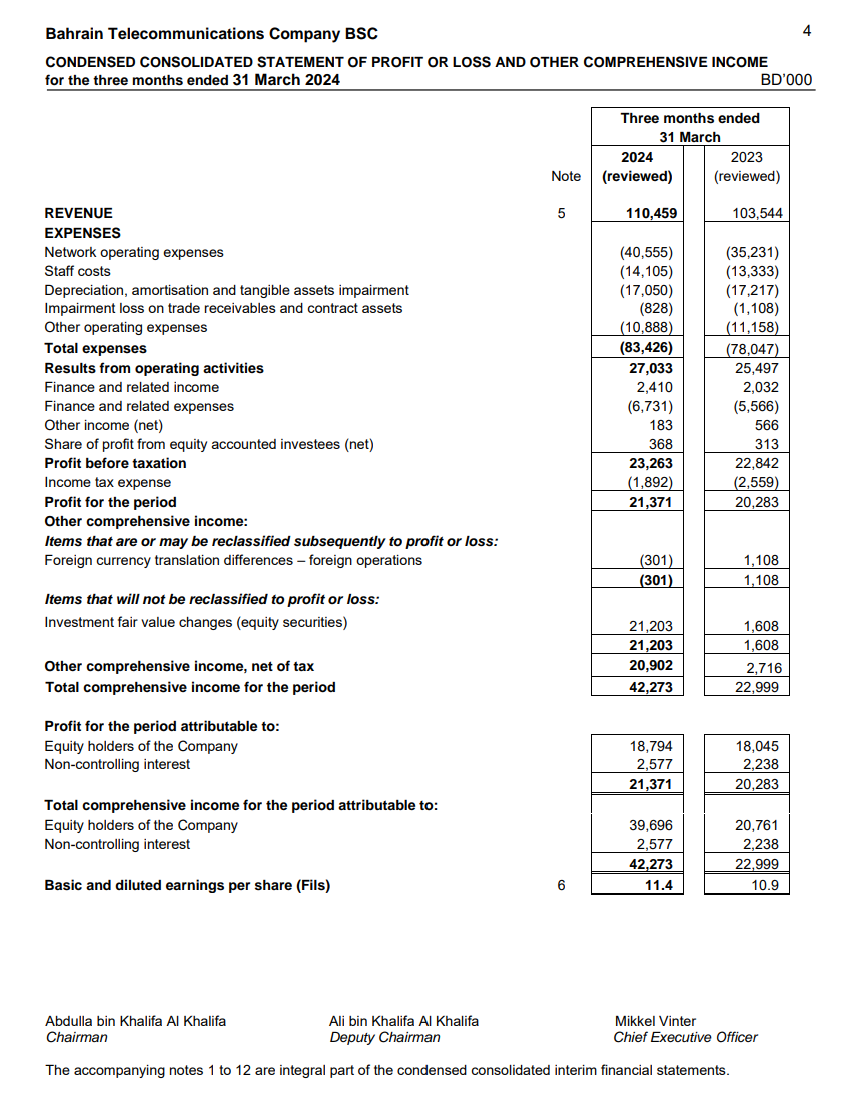 Bahrain Telecommunications Company BSC 4
CONDENSED CONSOLIDATED STATEMENT OF PROFIT OR LOSS AND OTHER COMPREHENSIVE INCOME
for the three months ended 31 March 2024 BD'000
Three months ended
31 March
2024 2023
Note (reviewed) (reviewed)
REVENUE 5 110,459 103,544
EXPENSES
Network operating expenses (40,555) (35,231)
Staff costs (14,105) (13,333)
Depreciation, amortisation and tangible assets impairment (17,050) (17,217)
Impairment loss on trade receivables and contract assets (828) (1,108)
Other operating expenses (10,888) (11,158)
Total expenses (83,426) (78,047)
Results from operating activities 27,033 25,497
Finance and related income 2,410 2,032
Finance and related expenses (6,731) (5,566)
Other income (net) 183 566
Share of profit from equity accounted investees (net) 368 313
Profit before taxation 23,263 22,842
Income tax expense (1,892) (2,559)
Profit for the period 21,371 20,283
Other comprehensive income:
Items that are or may be reclassified subsequently to profit or loss:
Foreign currency translation differences – foreign operations (301) 1,108
(301) 1,108
Items that will not be reclassified to profit or loss:
Investment fair value changes (equity securities) 21,203 1,608
21,203 1,608
Other comprehensive income, net of tax 20,902 2,716
Total comprehensive income for the period 42,273 22,999
Profit for the period attributable to:
Equity holders of the Company 18,794 18,045
Non-controlling interest 2,577 2,238
21,371 20,283
Total comprehensive income for the period attributable to:
Equity holders of the Company 39,696 20,761
Non-controlling interest 2,577 2,238
42,273 22,999
Basic and diluted earnings per share (Fils) 6 11.4 10.9
Abdulla bin Khalifa Al Khalifa Ali bin Khalifa Al Khalifa Mikkel Vinter
Chairman Deputy Chairman Chief Executive Officer
The accompanying notes 1 to 12 are integral part of the condensed consolidated interim financial statements.